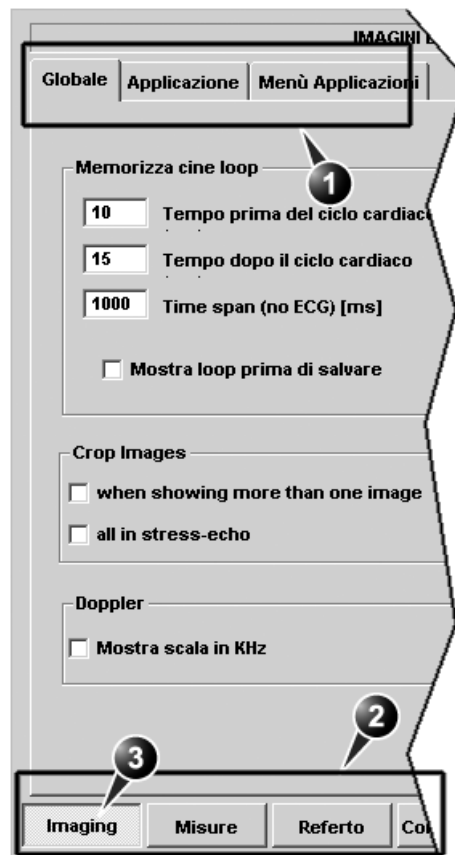 IMAGINI
Globale Applicazione Menù Applicazioni
1
Memorizza cine loop
10 Tempo prima del ciclo cardiaco
15 Tempo dopo il ciclo cardiaco
1000 Time span (no ECG) [ms]
Mostra loop prima di salvare
Crop Images
when showing more than one image
all in stress-echo
Doppler
Mostra scala in KHz
2
3
Imaging Misure Referto